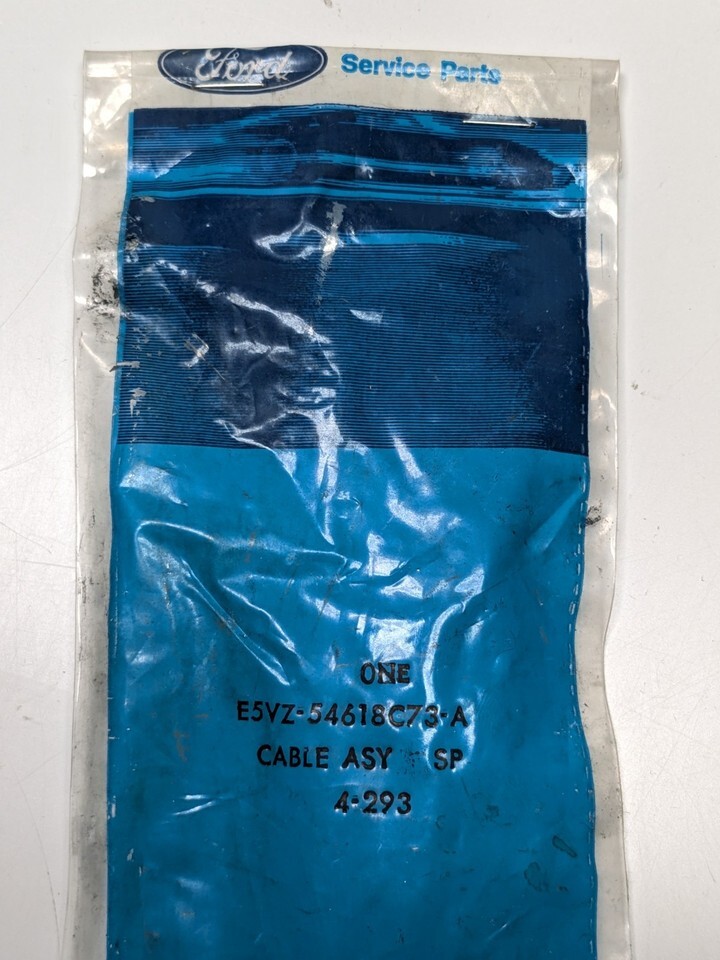 Ford Service Parts
ONE
E5VZ-54618C73-A
CABLE ASY SP
4-293